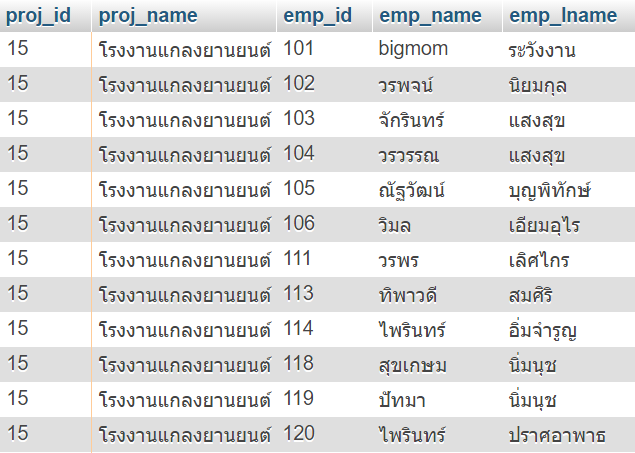 proj_id proj_name emp_id emp_name emp_lname
15 โรงงานแกลงยานยนต์ 101 bigmom ระวังงาน
15 โรงงานแกลงยานยนต์ 102 วรพจน์ นิยมกุล
15 โรงงานแกลงยานยนต์ 103 จักรินทร์ แสงสุข
15 โรงงานแกลงยานยนต์ 104 วรวรรณ แสงสุข
15 โรงงานแกลงยานยนต์ 105 ณัฐวัฒน์ บุญพิทักษ์
15 โรงงานแกลงยานยนต์ 106 วิมล เอียมอุไร
15 โรงงานแกลงยานยนต์ 111 วรพร เลิศไกร
15 โรงงานแกลงยานยนต์ 113 ทิพาวดี สมศิริ
15 โรงงานแกลงยานยนต์ 114 ไพรินทร์ อิ่มจำรูญ
15 โรงงานแกลงยานยนต์ 118 สุขเกษม นิ่มนุช
15 โรงงานแกลงยานยนต์ 119 ปัทมา นิ่มนุช
15 โรงงานแกลงยานยนต์ 120 ไพรินทร์ ปราศอาพาธ